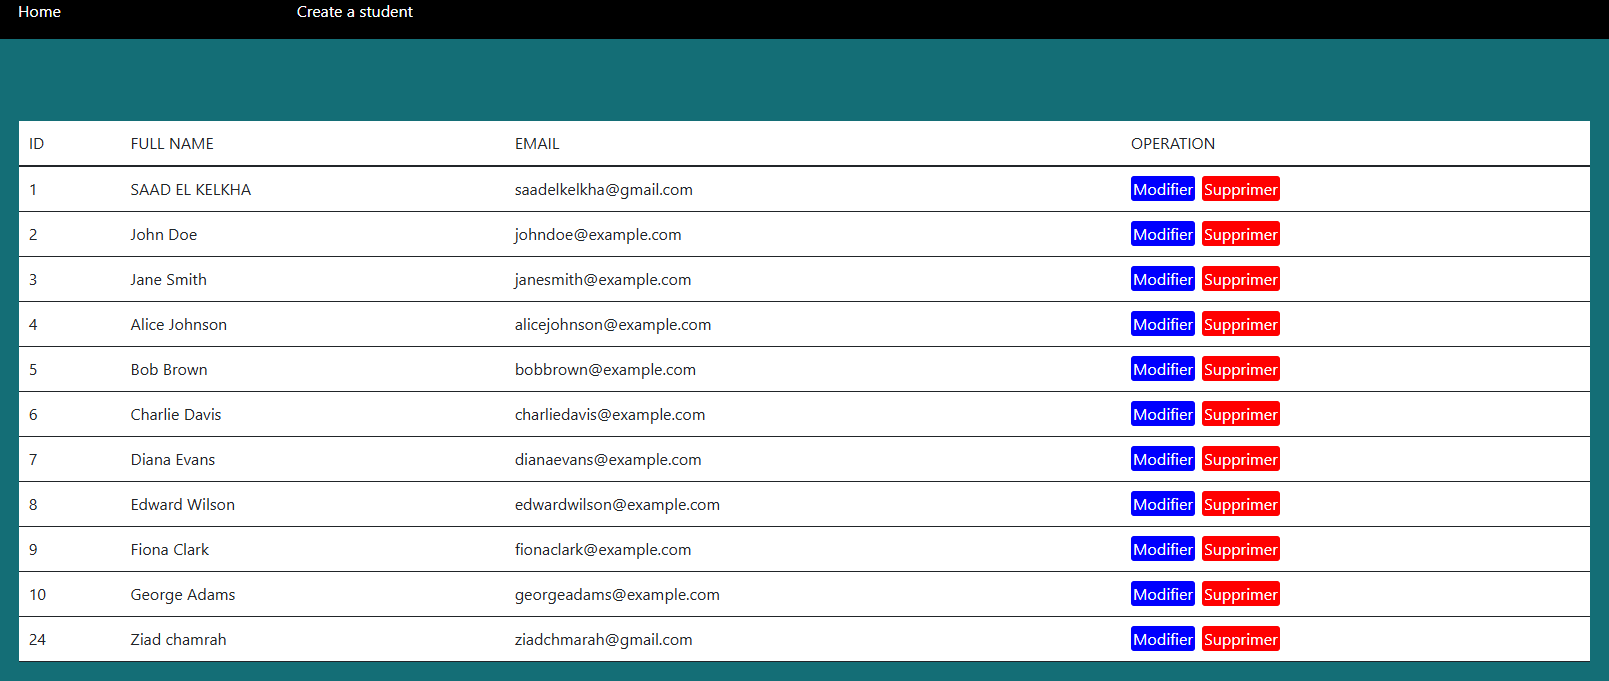 Home Create a student
ID FULL NAME EMAIL OPERATION
1 SAAD EL KELKHA saadelkelkha@gmail.com Modifier Supprimer
2 John Doe johndoe@example.com Modifier Supprimer
3 Jane Smith janesmith@example.com Modifier Supprimer
4 Alice Johnson alicejohnson@example.com Modifier Supprimer
5 Bob Brown bobbrown@example.com Modifier Supprimer
6 Charlie Davis charliedavis@example.com Modifier Supprimer
7 Diana Evans dianaevans@example.com Modifier Supprimer
8 Edward Wilson edwardwilson@example.com Modifier Supprimer
9 Fiona Clark fionaclark@example.com Modifier Supprimer
10 George Adams georgeadams@example.com Modifier Supprimer
24 Ziad chamrah ziadchmarah@gmail.com Modifier Supprimer